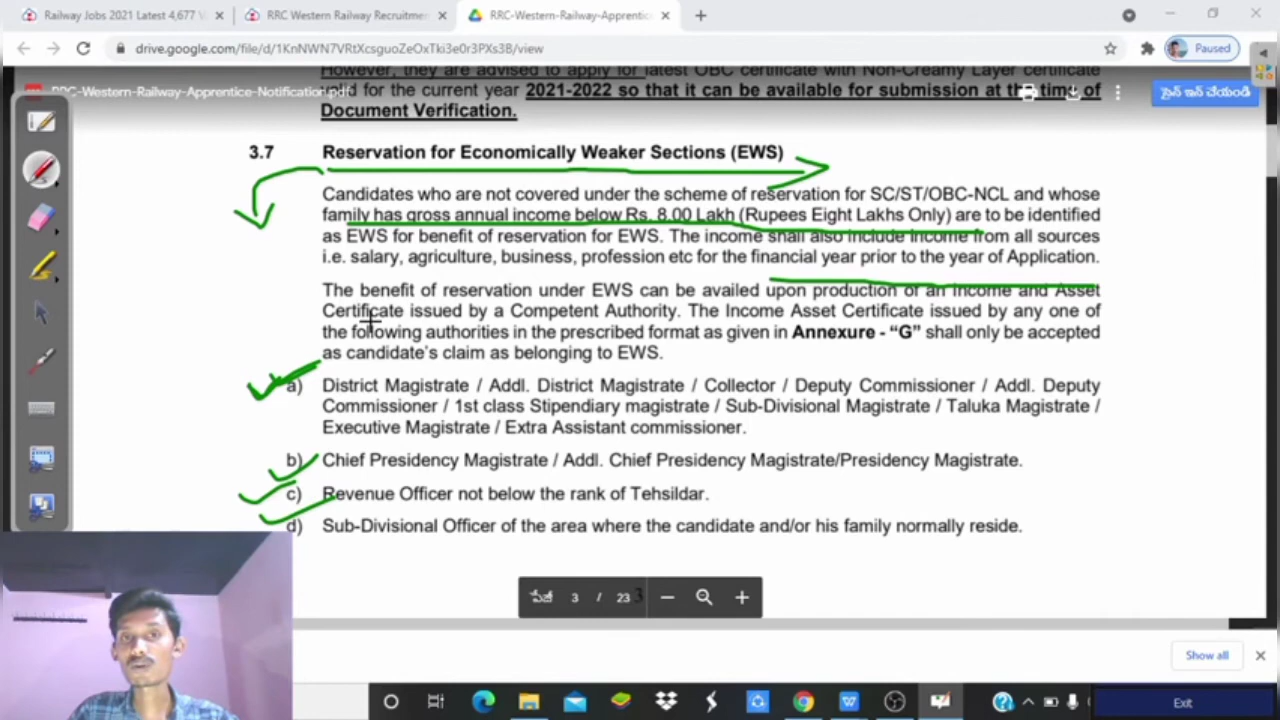 Railway Jobs 2021 Latest 4,677 V
RRC Western Railway Recruitmen
RRC-Western-Railway-Apprentic
drive.google.com/file/d/1KnNWN7VRtXcsguoZeOxTki3e0r3PXs3B/view
Paused
However, they are advised to apply for latest OBC certificate with Non-Creamy Layer certificate
RRC-Western-Railway-Apprentice-Notification.pdf
for the current year 2021-2022 so that it can be available for submission at the time of
సైన్ ఇన్ చేయండి
Document Verification.
3.7 Reservation for Economically Weaker Sections (EWS)
Candidates who are not covered under the scheme of reservation for SC/ST/OBC-NCL and whose
family has gross annual income below Rs. 8.00 Lakh (Rupees Eight Lakhs Only) are to be identified
as EWS for benefit of reservation for EWS. The income shall also include income from all sources
i.e. salary, agriculture, business, profession etc for the financial year prior to the year of Application.
The benefit of reservation under EWS can be availed upon production of an Income and Asset
Certificate issued by a Competent Authority. The Income Asset Certificate issued by any one of
the following authorities in the prescribed format as given in Annexure - “G” shall only be accepted
as candidate’s claim as belonging to EWS.
a) District Magistrate / Addl. District Magistrate / Collector / Deputy Commissioner / Addl. Deputy
Commissioner / 1st class Stipendiary magistrate / Sub-Divisional Magistrate / Taluka Magistrate /
Executive Magistrate / Extra Assistant commissioner.
b) Chief Presidency Magistrate / Addl. Chief Presidency Magistrate/Presidency Magistrate.
c) Revenue Officer not below the rank of Tehsildar.
d) Sub-Divisional Officer of the area where the candidate and/or his family normally reside.
పేజీ 3 / 23
Show all
Exit